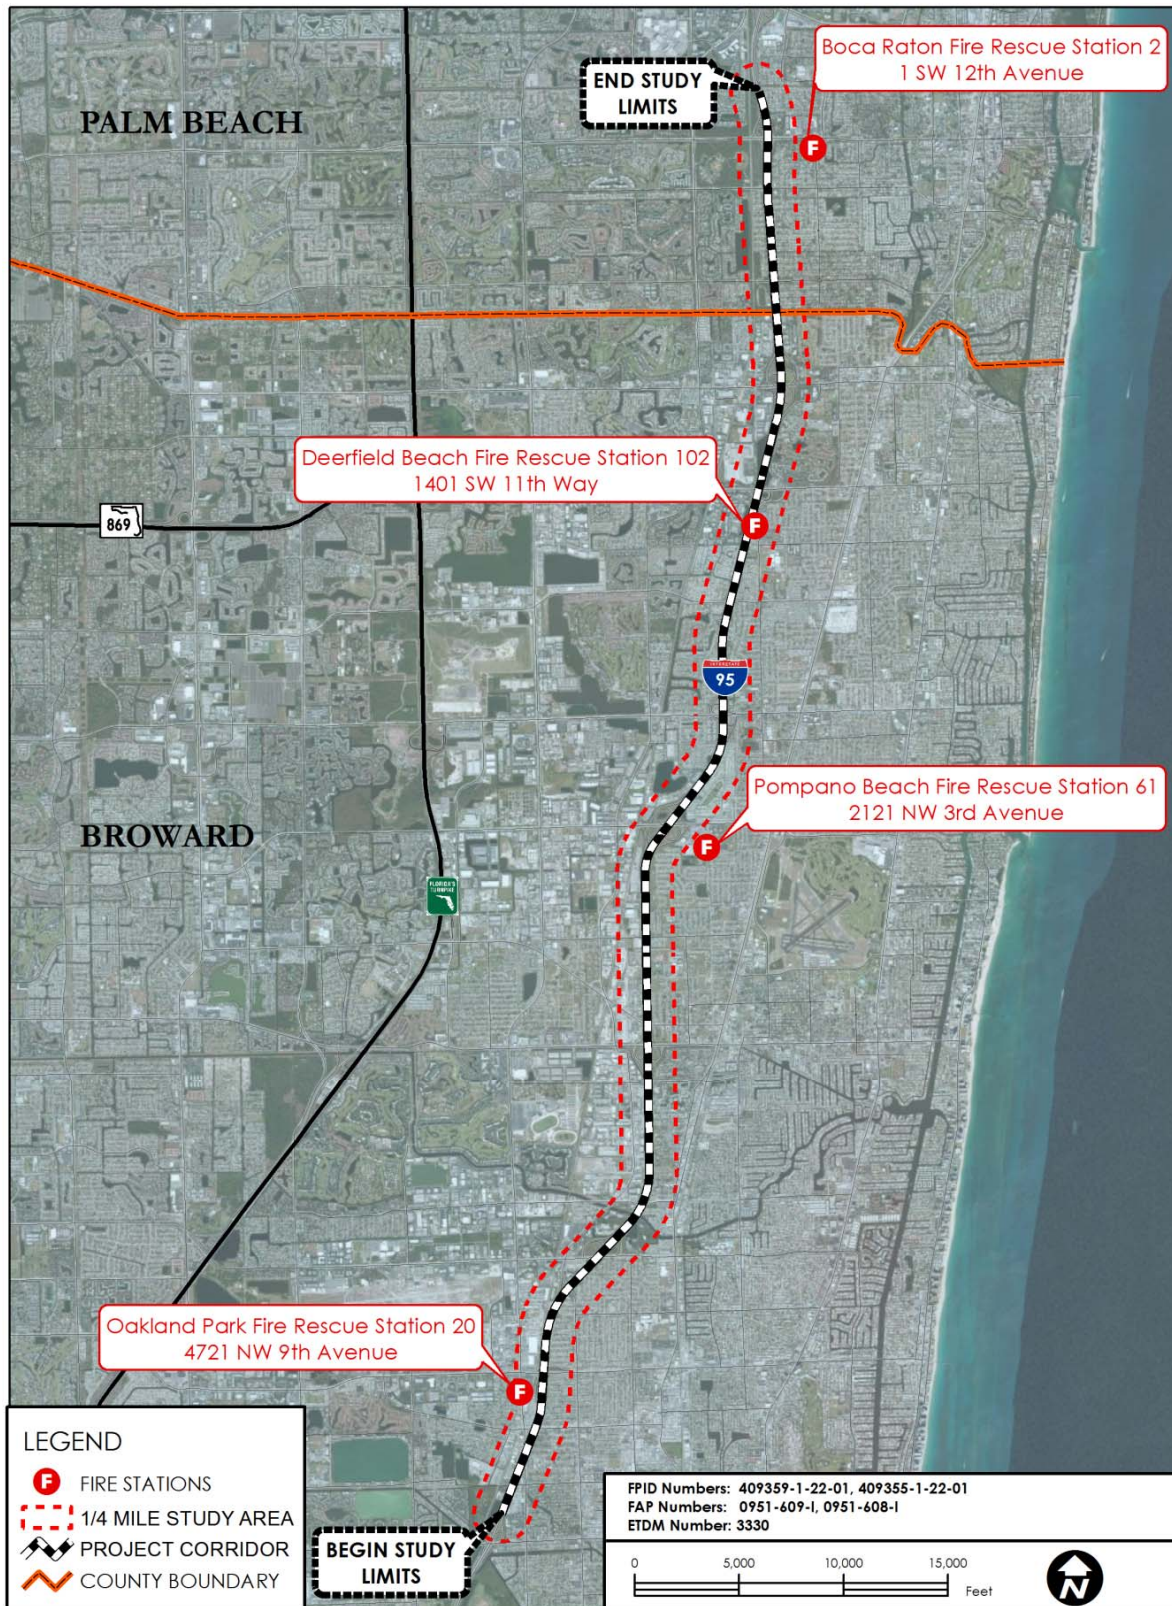 Boca Raton Fire Rescue Station 2
1 SW 12th Avenue
END STUDY
LIMITS
PALM BEACH
Deerfield Beach Fire Rescue Station 102
1401 SW 11th Way
869
INTERSTATE
95
Pompano Beach Fire Rescue Station 61
2121 NW 3rd Avenue
BROWARD
FLORIDA'S
TURNPIKE
Oakland Park Fire Rescue Station 20
4721 NW 9th Avenue
LEGEND
F FIRE STATIONS
1/4 MILE STUDY AREA
PROJECT CORRIDOR
COUNTY BOUNDARY
BEGIN STUDY
LIMITS
FPID Numbers: 409359-1-22-01, 409355-1-22-01
FAP Numbers: 0951-609-I, 0951-608-I
ETDM Number: 3330
0 5,000 10,000 15,000
Feet
N
F
F
F
F